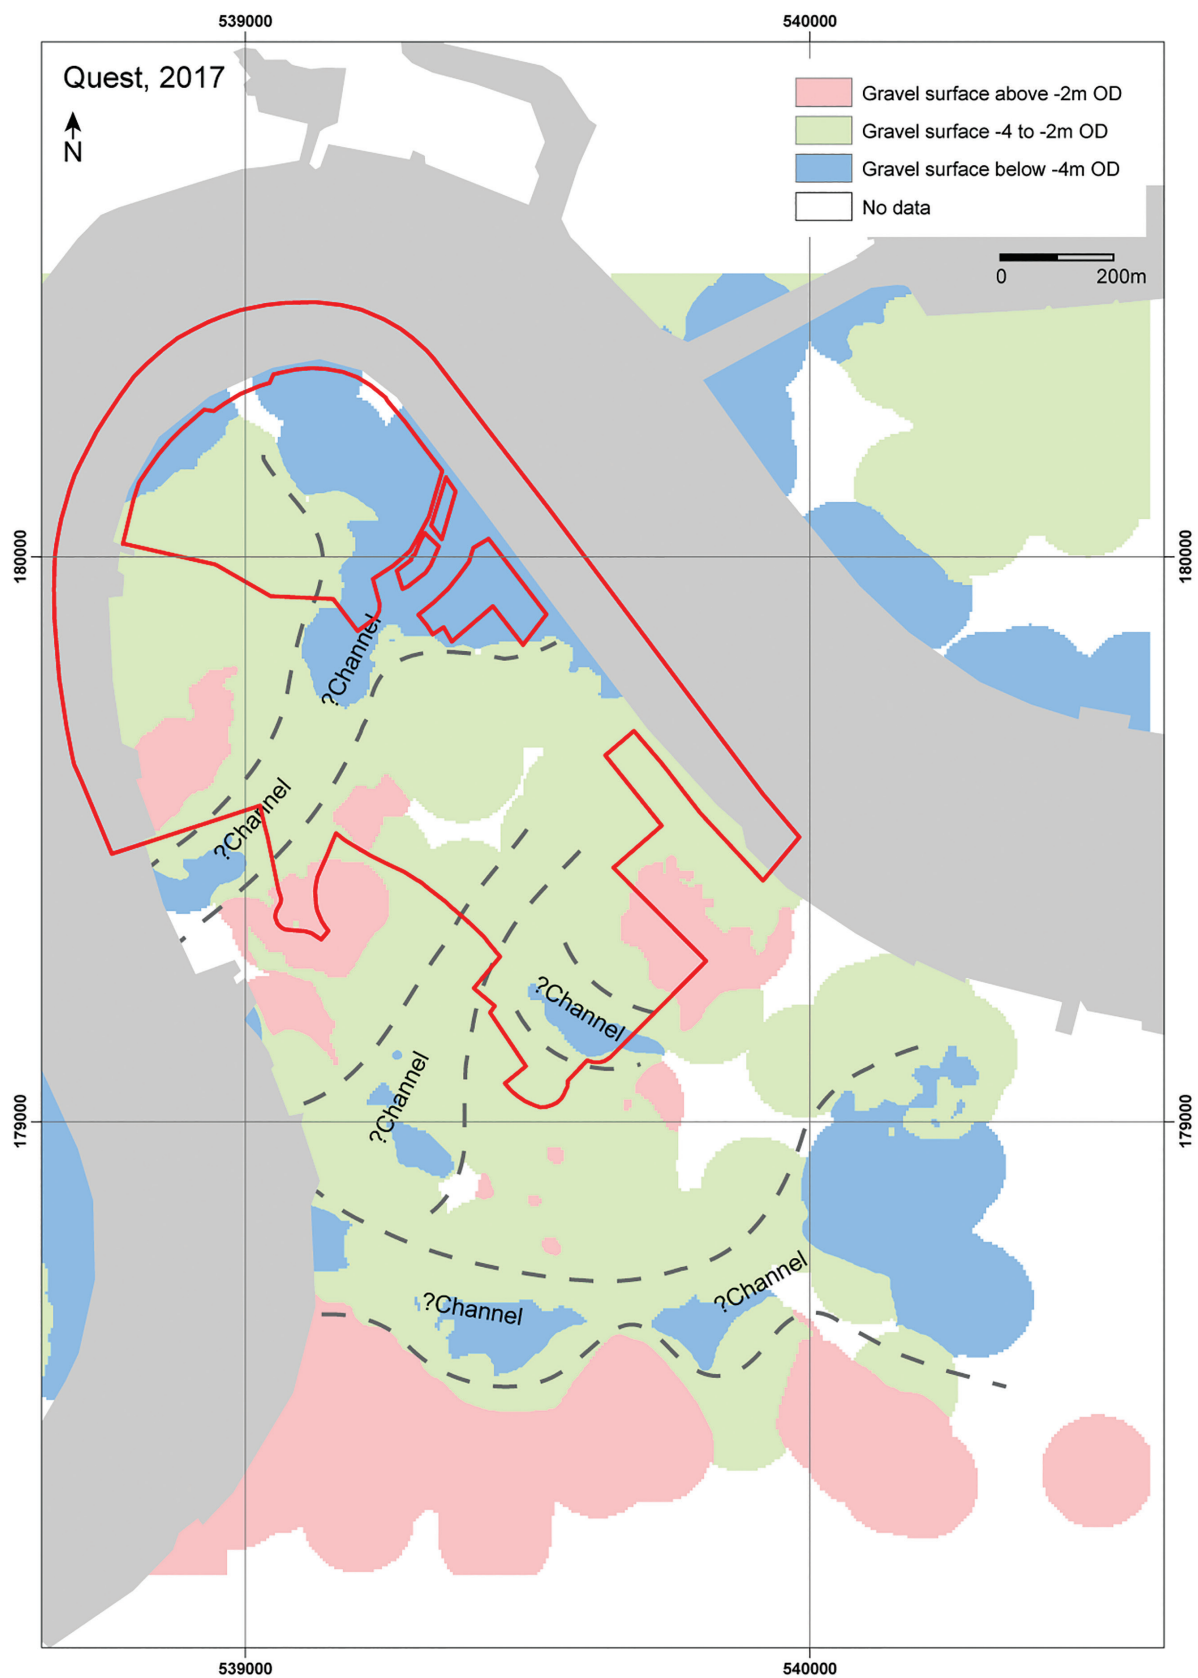 539000
540000
Quest, 2017
N
Gravel surface above -2m OD
Gravel surface -4 to -2m OD
Gravel surface below -4m OD
No data
0
200m
180000
180000
?Channel
?Channel
?Channel
?Channel
179000
179000
?Channel
?Channel
539000
540000